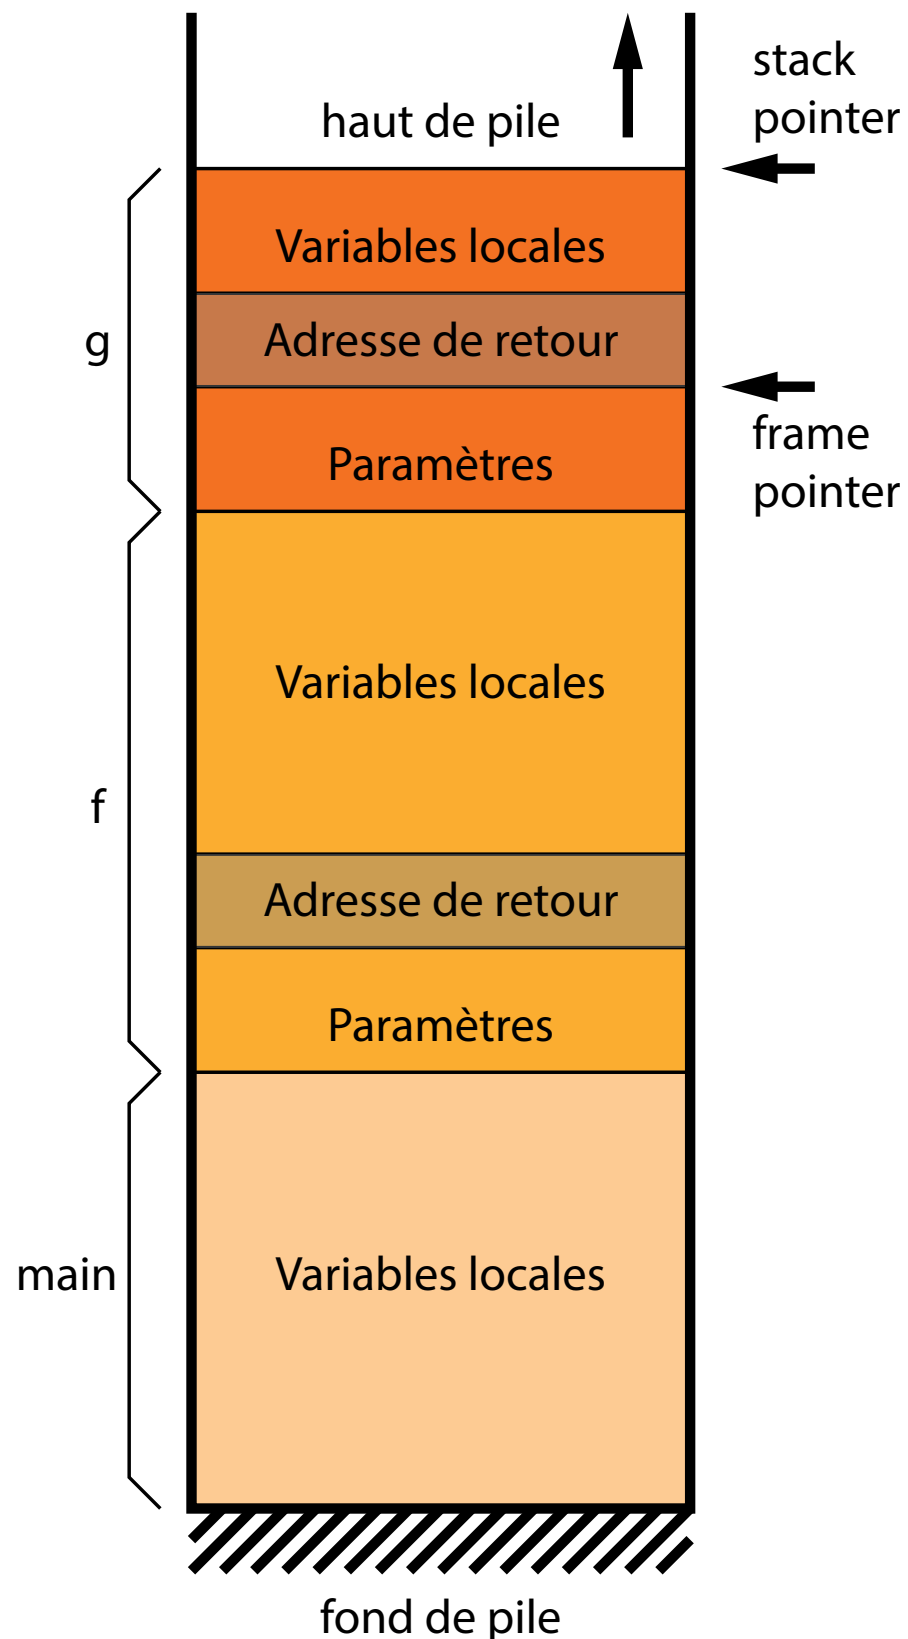 stack
pointer
haut de pile
Variables locales
g
Adresse de retour
frame
pointer
Paramètres
Variables locales
f
Adresse de retour
Paramètres
main
Variables locales
fond de pile